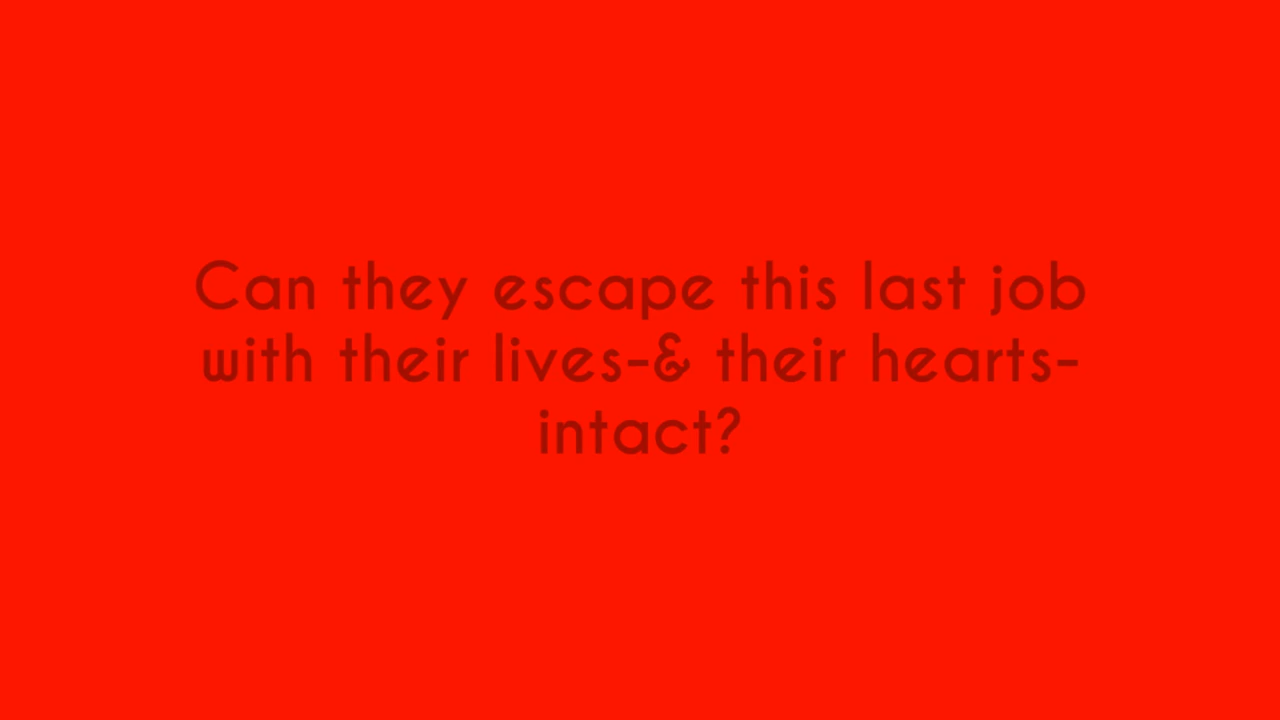 Can they escape this last job
with their lives-& their hearts-
intact?